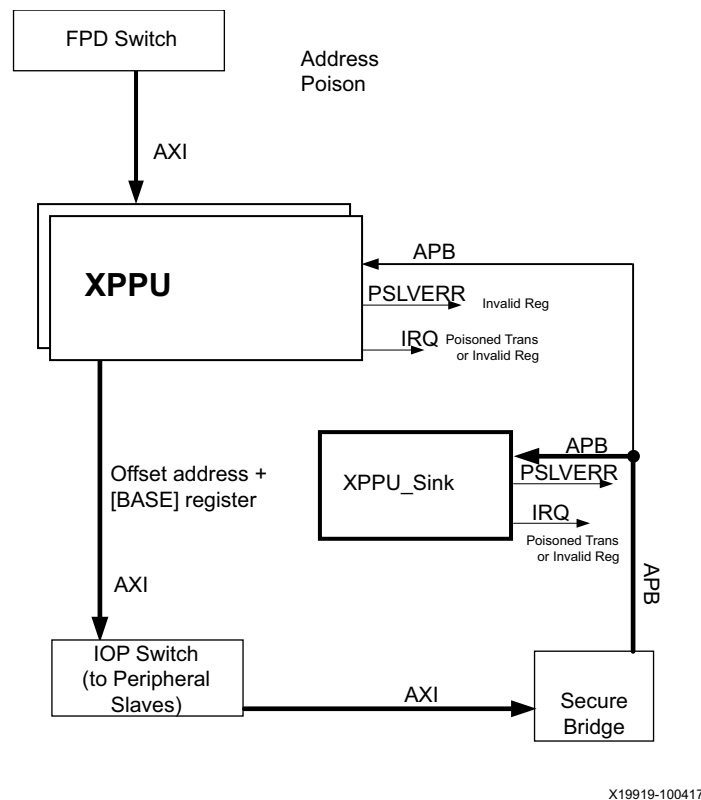 FPD Switch
Address
Poison
AXI
XPPU
APB
PSLVERR
Invalid Reg
IRQ
Poisoned Trans
or Invalid Reg
Offset address +
[BASE] register
XPPU_Sink
APB
PSLVERR
IRQ
Poisoned Trans
or Invalid Reg
APB
AXI
IOP Switch
(to Peripheral
Slaves)
AXI
Secure
Bridge
X19919-100417